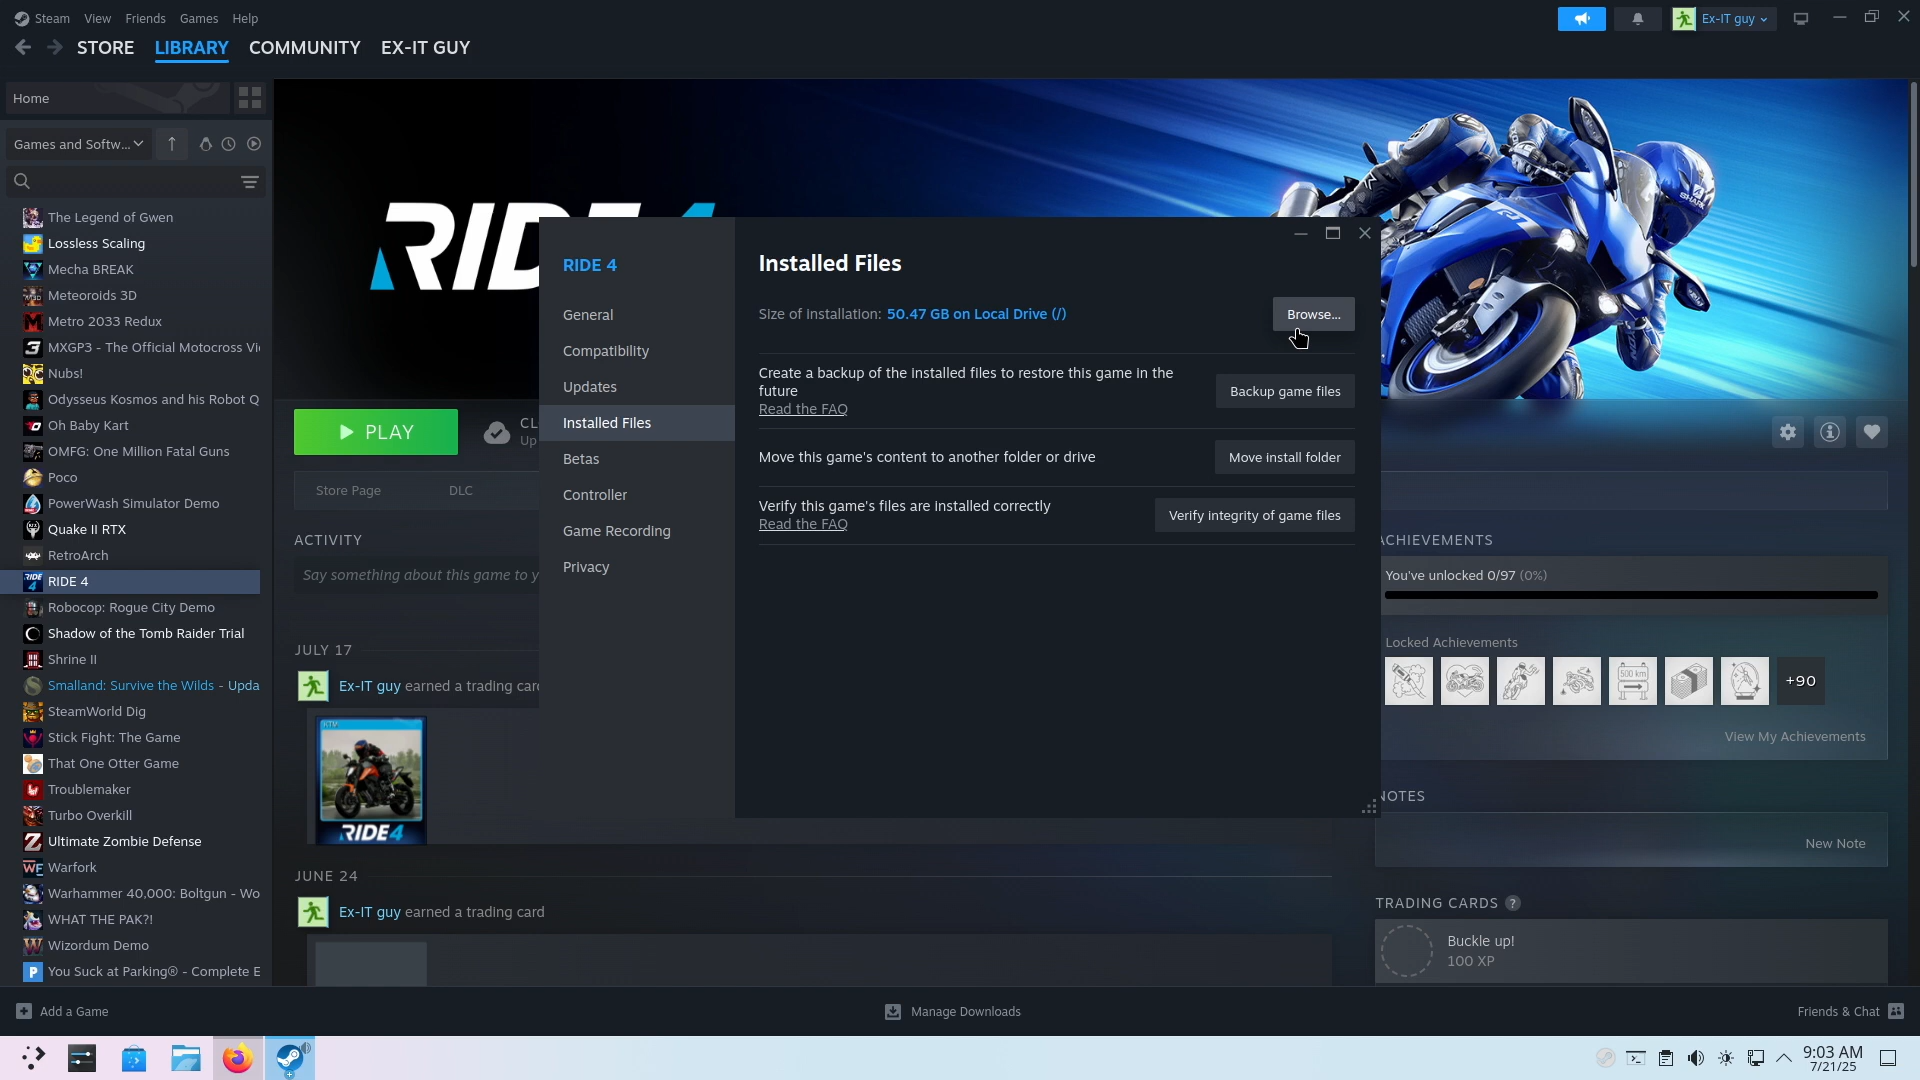 Steam View Friends Games Help
Ex-IT guy
STORE LIBRARY COMMUNITY EX-IT GUY
Home
Games and Softw...
The Legend of Gwen
Lossless Scaling
Mecha BREAK
Meteoroids 3D
Metro 2033 Redux
MXGP3 - The Official Motocross Vi
Nubs!
Odysseus Kosmos and his Robot Q
Oh Baby Kart
OMFG: One Million Fatal Guns
Poco
PowerWash Simulator Demo
Quake II RTX
RetroArch
RIDE 4
Robocop: Rogue City Demo
Shadow of the Tomb Raider Trial
Shrine II
Smalland: Survive the Wilds - Upda
SteamWorld Dig
Stick Fight: The Game
That One Otter Game
Troublemaker
Turbo Overkill
Ultimate Zombie Defense
Warfork
Warhammer 40,000: Boltgun - Wo
WHAT THE PAK?!
Wizordum Demo
You Suck at Parking® - Complete E
RIDE 4
SHARK
R1
PLAY
CL
Up
Store Page DLC
ACTIVITY
Say something about this game to y
JULY 17
Ex-IT guy earned a trading card
KTM
RIDE 4
JUNE 24
Ex-IT guy earned a trading card
RIDE 4
General
Compatibility
Updates
Installed Files
Betas
Controller
Game Recording
Privacy
Installed Files
Size of installation: 50.47 GB on Local Drive (/)
Browse...
Create a backup of the installed files to restore this game in the
future
Read the FAQ
Backup game files
Move this game's content to another folder or drive
Move install folder
Verify this game's files are installed correctly
Read the FAQ
Verify integrity of game files
ACHIEVEMENTS
You've unlocked 0/97 (0%)
Locked Achievements
500 km
+90
View My Achievements
NOTES
New Note
TRADING CARDS ?
Buckle up!
100 XP
Add a Game
Manage Downloads
Friends & Chat
9:03 AM
7/21/25